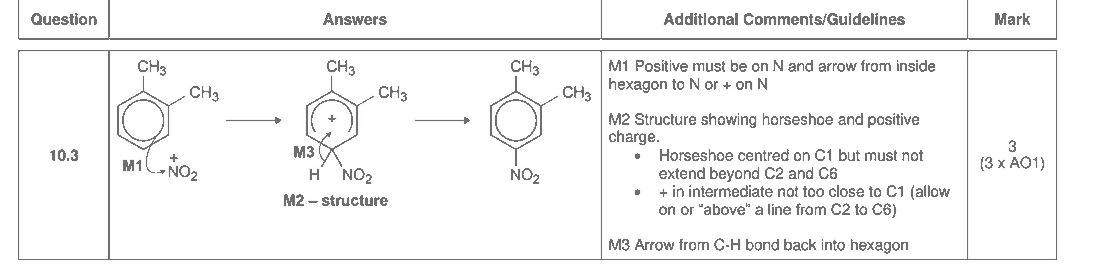 Question Answers Additional Comments/Guidelines Mark
10.3
CH3 CH3 CH3
CH3 CH3 CH3
+
M1 + NO2
M3
H NO2 NO2
M2 – structure
M1 Positive must be on N and arrow from inside
hexagon to N or + on N
M2 Structure showing horseshoe and positive
charge.
• Horseshoe centred on C1 but must not
extend beyond C2 and C6
• + in intermediate not too close to C1 (allow
on or "above" a line from C2 to C6)
M3 Arrow from C-H bond back into hexagon
3
(3 x AO1)